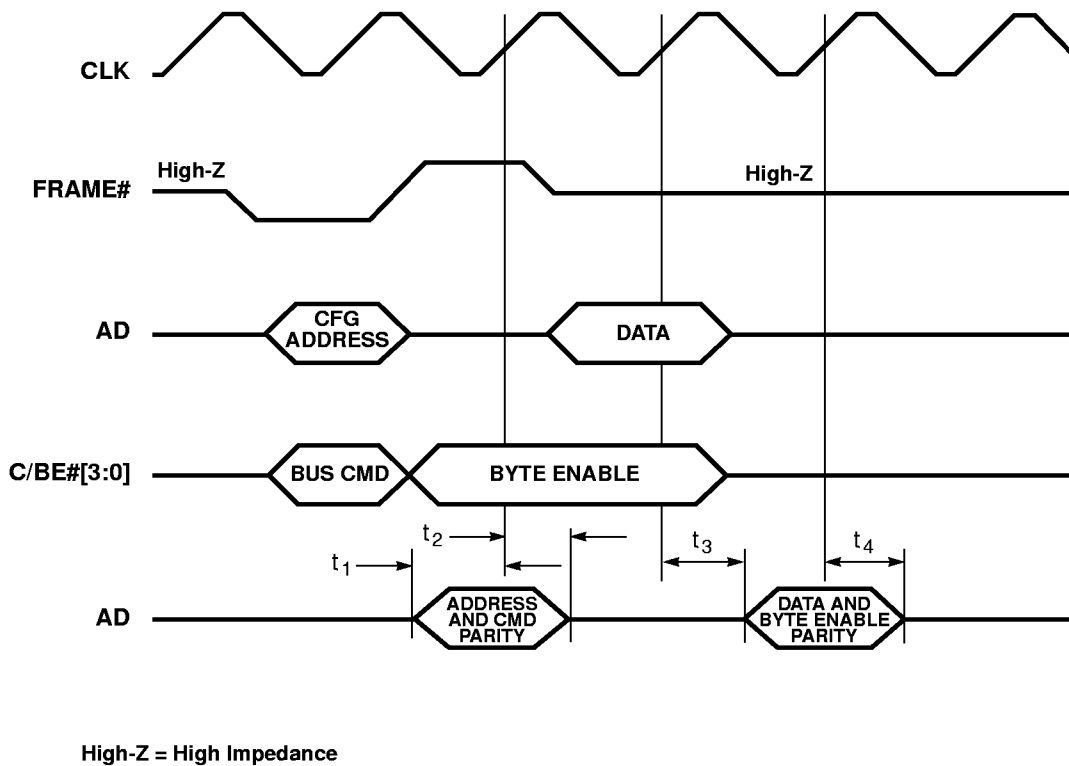 CLK
High-Z
High-Z
FRAME#
CFG
ADDRESS
AD
DATA
C/BE#[3:0]
BUS CMD
BYTE ENABLE
t2
t1
t3
t4
AD
ADDRESS
AND CMD
PARITY
DATA AND
BYTE ENABLE
PARITY
High-Z = High Impedance